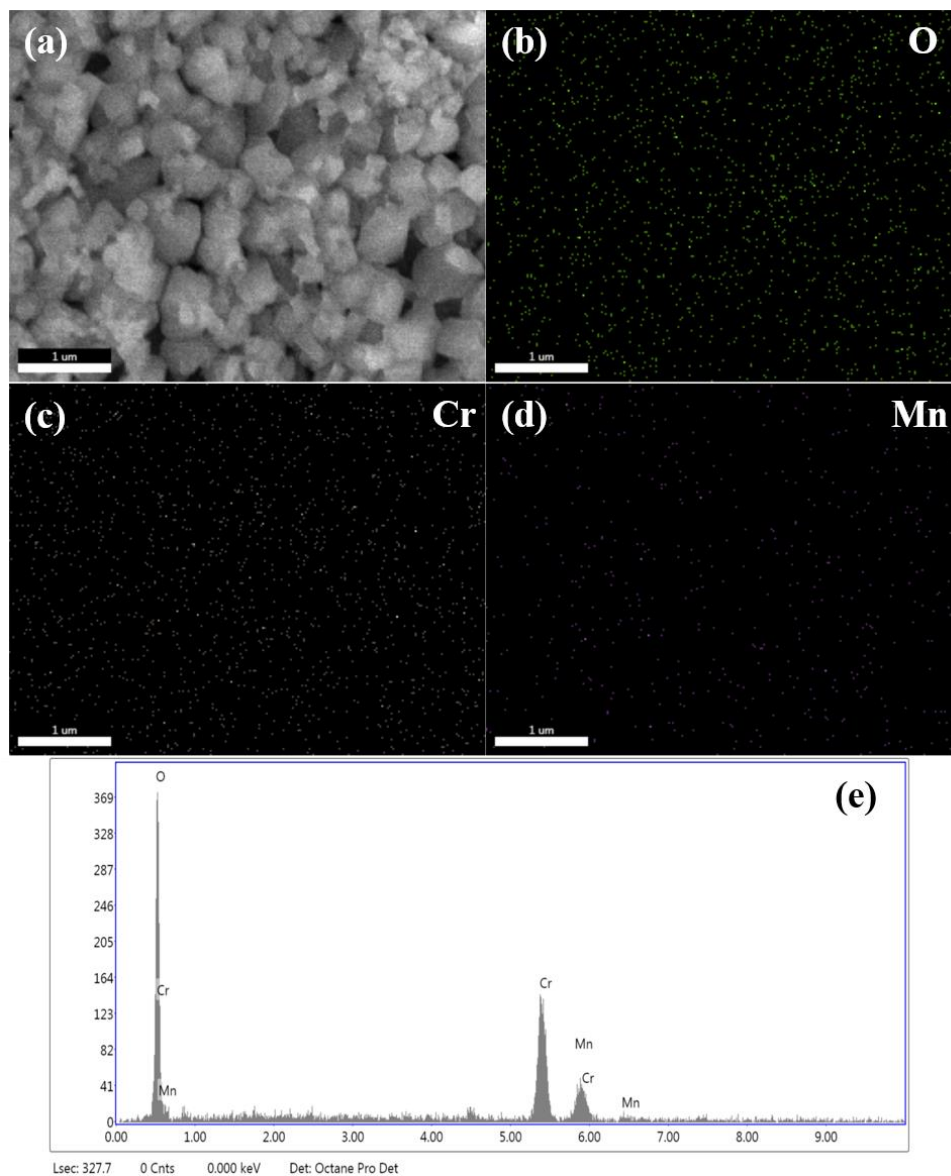 (a)
1 um
(b) O
1 um
(c) Cr
1 um
(d) Mn
1 um
(e)
O
369
328
287
246
205
164
Cr
Cr
123
82
Mn
Cr
41
Mn
Mn
0
0.00 1.00 2.00 3.00 4.00 5.00 6.00 7.00 8.00 9.00
Lsec: 327.7 0 Cnts 0.000 keV Det: Octane Pro Det